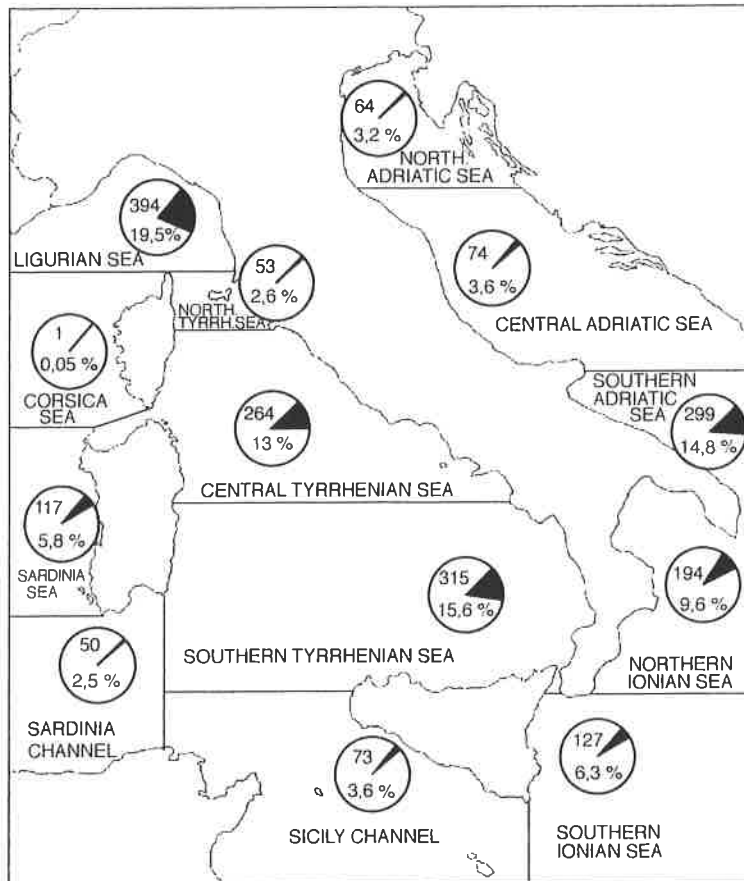 64
3,2 %
NORTH.
ADRIATIC SEA
394
19,5%
LIGURIAN SEA
53
2,6 %
NORTH.
TYRRH.SEA
74
3,6 %
CENTRAL ADRIATIC SEA
1
0,05 %
CORSICA
SEA
SOUTHERN
ADRIATIC
SEA
299
14,8 %
264
13 %
CENTRAL TYRRHENIAN SEA
117
5,8 %
SARDINIA
SEA
315
15,6 %
SOUTHERN TYRRHENIAN SEA
194
9,6 %
NORTHERN
IONIAN SEA
50
2,5 %
SARDINIA
CHANNEL
73
3,6 %
SICILY CHANNEL
127
6,3 %
SOUTHERN
IONIAN SEA